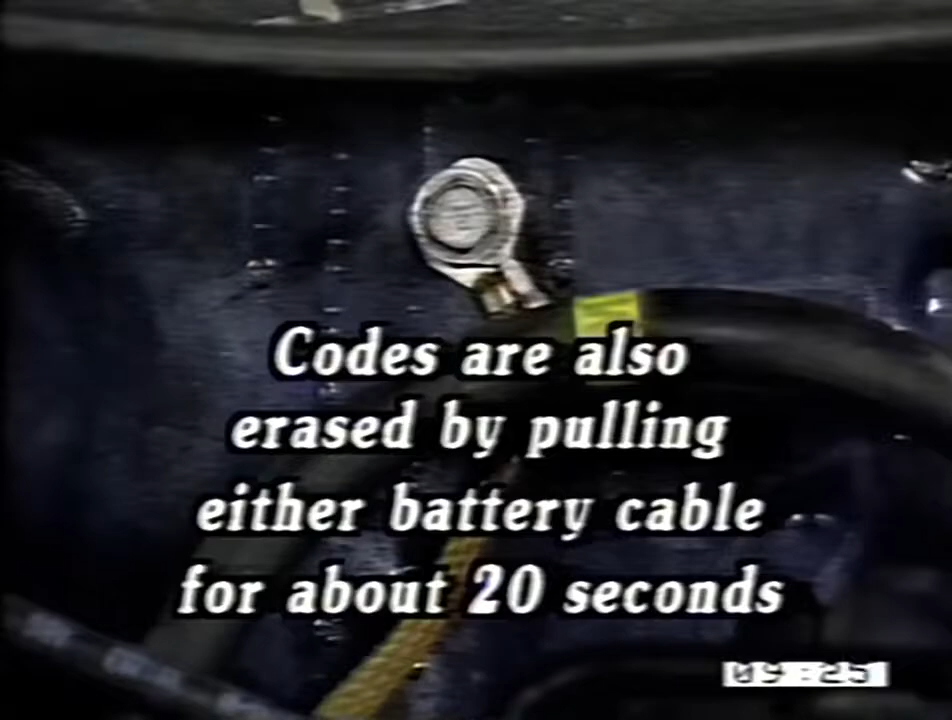 Codes are also
erased by pulling
either battery cable
for about 20 seconds
09:25